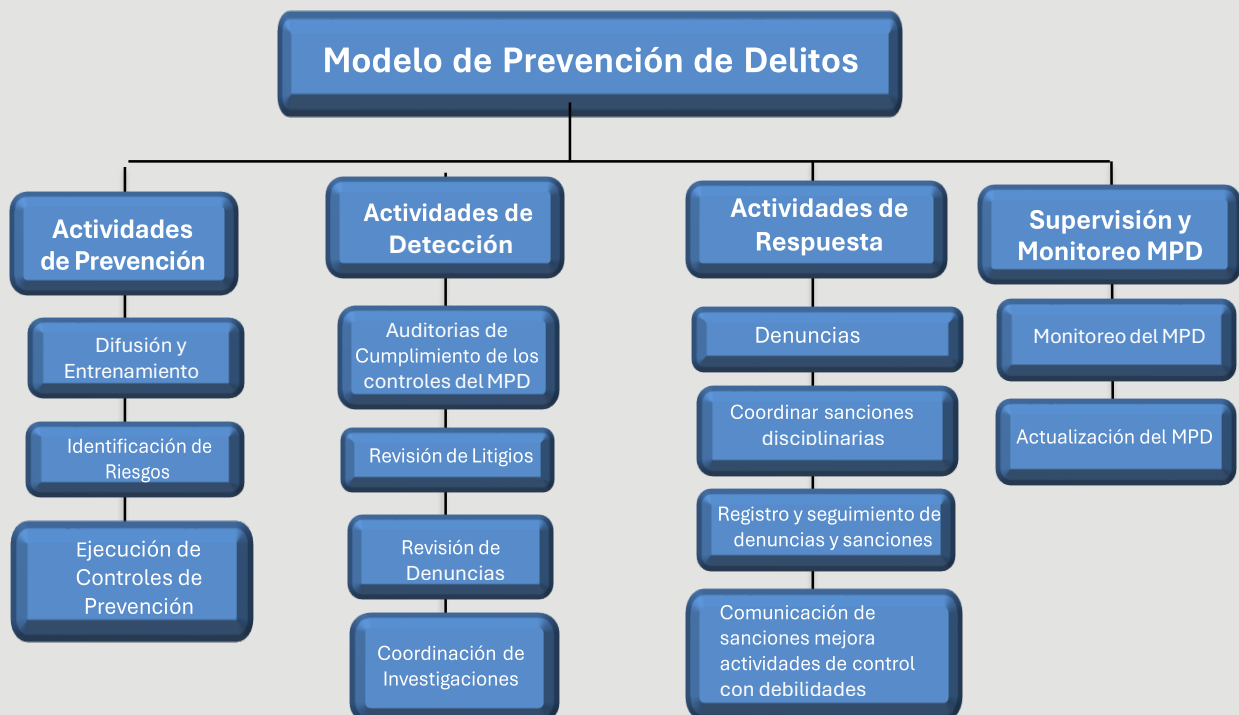 Modelo de Prevención de Delitos
Actividades
de Prevención
Difusión y
Entrenamiento
Identificación de
Riesgos
Ejecución de
Controles de
Prevención
Actividades de
Detección
Auditorias de
Cumplimiento de los
controles del MPD
Revisión de Litigios
Revisión de
Denuncias
Coordinación de
Investigaciones
Actividades de
Respuesta
Denuncias
Coordinar sanciones
disciplinarias
Registro y seguimiento de
denuncias y sanciones
Comunicación de
sanciones mejora
actividades de control
con debilidades
Supervisión y
Monitoreo MPD
Monitoreo del MPD
Actualización del MPD